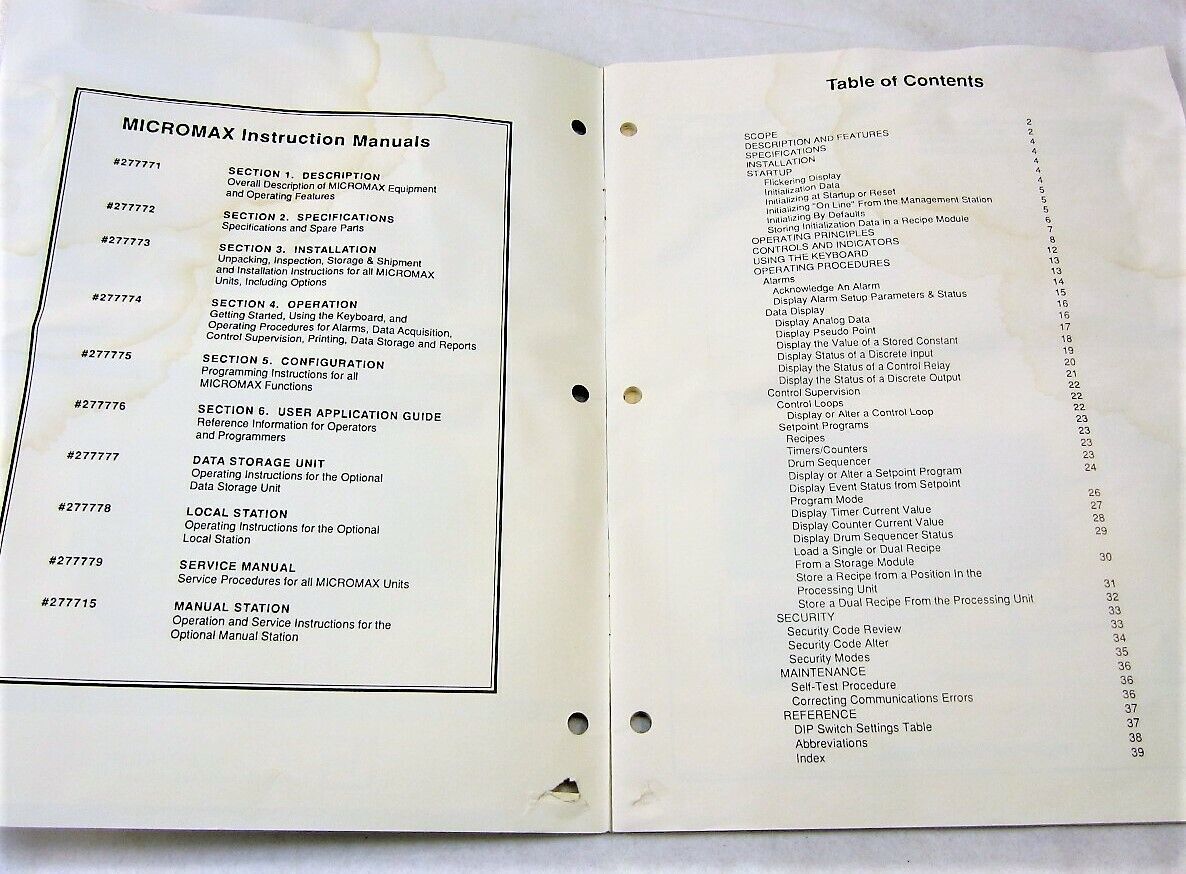 MICROMAX Instruction Manuals
#277771 SECTION 1. DESCRIPTION
Overall Description of MICROMAX Equipment
and Operating Features
#277772 SECTION 2. SPECIFICATIONS
Specifications and Spare Parts
#277773 SECTION 3. INSTALLATION
Unpacking, Inspection, Storage & Shipment
and Installation Instructions for all MICROMAX
Units, Including Options
#277774 SECTION 4. OPERATION
Getting Started, Using the Keyboard, and
Operating Procedures for Alarms, Data Acquisition,
Control Supervision, Printing, Data Storage and Reports
#277775 SECTION 5. CONFIGURATION
Programming Instructions for all
MICROMAX Functions
#277776 SECTION 6. USER APPLICATION GUIDE
Reference Information for Operators
and Programmers
#277777 DATA STORAGE UNIT
Operating Instructions for the Optional
Data Storage Unit
#277778 LOCAL STATION
Operating Instructions for the Optional
Local Station
#277779 SERVICE MANUAL
Service Procedures for all MICROMAX Units
#277715 MANUAL STATION
Operation and Service Instructions for the
Optional Manual Station
Table of Contents
SCOPE 2
DESCRIPTION AND FEATURES 2
SPECIFICATIONS 4
INSTALLATION 4
STARTUP 4
Flickering Display 4
Initialization Data 4
Initializing at Startup or Reset 5
Initializing "On Line" From the Management Station 5
Initializing By Defaults 5
Storing Initialization Data in a Recipe Module 6
OPERATING PRINCIPLES 7
CONTROLS AND INDICATORS 8
USING THE KEYBOARD 12
OPERATING PROCEDURES 13
Alarms 13
Acknowledge An Alarm 14
Display Alarm Setup Parameters & Status 15
Data Display 16
Display Analog Data 16
Display Pseudo Point 17
Display the Value of a Stored Constant 18
Display Status of a Discrete Input 19
Display the Status of a Control Relay 20
Display the Status of a Discrete Output 21
Control Supervision 22
Control Loops 22
Display or Alter a Control Loop 22
Setpoint Programs 23
Recipes 23
Timers/Counters 23
Drum Sequencer 23
Display or Alter a Setpoint Program 24
Display Event Status from Setpoint
Program Mode 26
Display Timer Current Value 27
Display Counter Current Value 28
Display Drum Sequencer Status 29
Load a Single or Dual Recipe
From a Storage Module 30
Store a Recipe from a Position In the
Processing Unit 31
Store a Dual Recipe From the Processing Unit 32
SECURITY 33
Security Code Review 33
Security Code Alter 34
Security Modes 35
MAINTENANCE 36
Self-Test Procedure 36
Correcting Communications Errors 36
REFERENCE 37
DIP Switch Settings Table 37
Abbreviations 38
Index 39